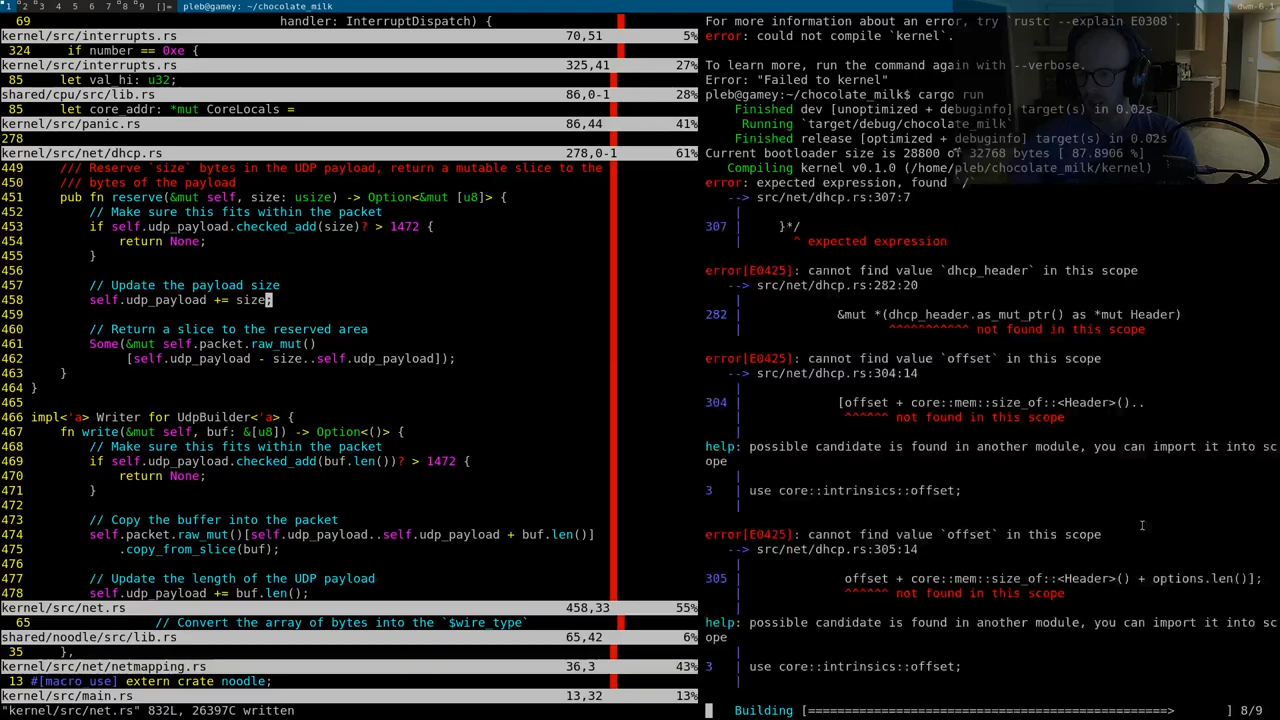 1 2 3 4 5 6 7 8 9 []= pleb@gamey: ~/chocolate_milk
dwm-6.1
69 handler: InterruptDispatch) {
kernel/src/interrupts.rs 70,51 5%
324 if number == 0xe {
kernel/src/interrupts.rs 325,41 27%
85 let val_hi: u32;
shared/cpu/src/lib.rs 86,0-1 28%
85 let core_addr: *mut CoreLocals =
kernel/src/panic.rs 86,44 41%
278
kernel/src/net/dhcp.rs 278,0-1 61%
449 /// Reserve `size` bytes in the UDP payload, return a mutable slice to the
450 /// bytes of the payload
451 pub fn reserve(&mut self, size: usize) -> Option<&mut [u8]> {
452 // Make sure this fits within the packet
453 if self.udp_payload.checked_add(size)? > 1472 {
454 return None;
455 }
456
457 // Update the payload size
458 self.udp_payload += size;
459
460 // Return a slice to the reserved area
461 Some(&mut self.packet.raw_mut()
462 [self.udp_payload - size..self.udp_payload]);
463 }
464 }
465
466 impl<'a> Writer for UdpBuilder<'a> {
467 fn write(&mut self, buf: &[u8]) -> Option<()> {
468 // Make sure this fits within the packet
469 if self.udp_payload.checked_add(buf.len())? > 1472 {
470 return None;
471 }
472
473 // Copy the buffer into the packet
474 self.packet.raw_mut()[self.udp_payload..self.udp_payload + buf.len()]
475 .copy_from_slice(buf);
476
477 // Update the length of the UDP payload
478 self.udp_payload += buf.len();
kernel/src/net.rs 458,33 55%
65 // Convert the array of bytes into the `$wire_type`
shared/noodle/src/lib.rs 65,42 6%
35 },
kernel/src/net/netmapping.rs 36,3 43%
13 #[macro_use] extern crate noodle;
kernel/src/main.rs 13,32 13%
"kernel/src/net.rs" 832L, 26397C written
For more information about an error, try `rustc --explain E0308`.
error: could not compile `kernel`.
To learn more, run the command again with --verbose.
Error: "Failed to kernel"
pleb@gamey:~/chocolate_milk$ cargo run
Finished dev [unoptimized + debuginfo] target(s) in 0.02s
Running `target/debug/chocolate_milk`
Finished release [optimized + debuginfo] target(s) in 0.02s
Current bootloader size is 28800 of 32768 bytes [ 87.8906 %]
Compiling kernel v0.1.0 (/home/pleb/chocolate_milk/kernel)
error: expected expression, found `/`
--> src/net/dhcp.rs:307:7
|
307 | }*/
| ^ expected expression
error[E0425]: cannot find value `dhcp_header` in this scope
--> src/net/dhcp.rs:282:20
|
282 | &mut *(dhcp_header.as_mut_ptr() as *mut Header)
| ^^^^^^^^^^^ not found in this scope
error[E0425]: cannot find value `offset` in this scope
--> src/net/dhcp.rs:304:14
|
304 | [offset + core::mem::size_of::<Header>()..
| ^^^^^^ not found in this scope
|
help: possible candidate is found in another module, you can import it into sc
ope
|
3 | use core::intrinsics::offset;
|
error[E0425]: cannot find value `offset` in this scope
--> src/net/dhcp.rs:305:14
|
305 | offset + core::mem::size_of::<Header>() + options.len()];
| ^^^^^^ not found in this scope
|
help: possible candidate is found in another module, you can import it into sc
ope
|
3 | use core::intrinsics::offset;
|
Building [===================================================> ] 8/9